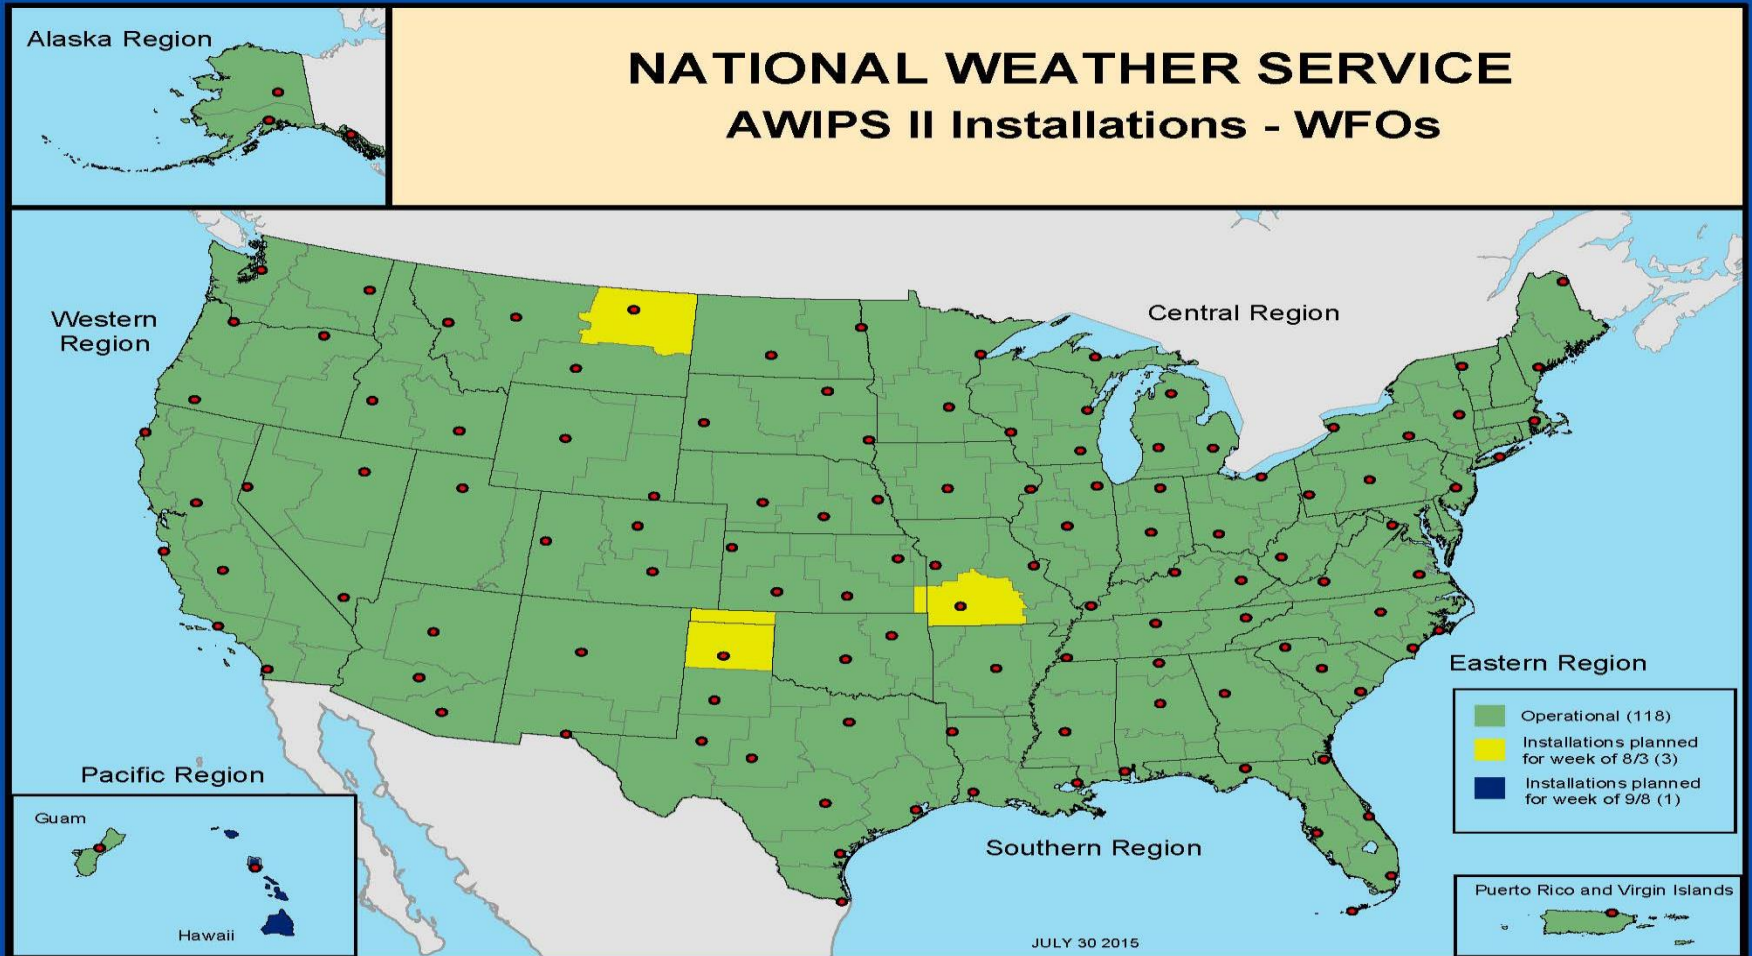 Alaska Region
NATIONAL WEATHER SERVICE
AWIPS II Installations - WFOs
Western
Region
Central Region
Eastern Region
Operational (118)
Installations planned
for week of 8/3 (3)
Installations planned
for week of 9/8 (1)
Pacific Region
Guam
Hawaii
Southern Region
Puerto Rico and Virgin Islands
JULY 30 2015